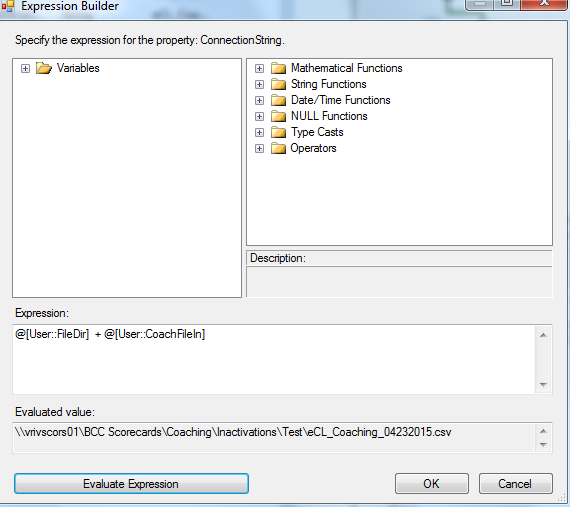 Expression Builder
Specify the expression for the property: ConnectionString.
Variables
Mathematical Functions
String Functions
Date/Time Functions
NULL Functions
Type Casts
Operators
Description:
Expression:
@[User::FileDir] + @[User::CoachFileIn]
Evaluated value:
\\vrivscors01\BCC Scorecards\Coaching\Inactivations\Test\eCL_Coaching_04232015.csv
Evaluate Expression
OK
Cancel